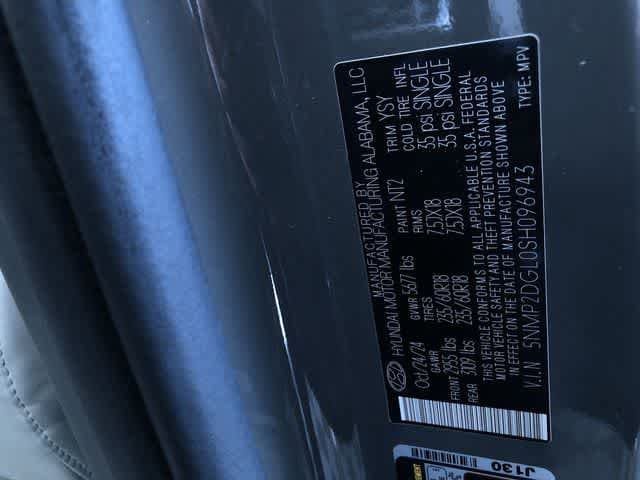 MANUFACTURED BY
HYUNDAI MOTOR MANUFACTURING ALABAMA, LLC
Oct/24/24 PAINT NT2 TRIM YSY
GVWR 5677 lbs
GAWR TIRES RIMS COLD TIRE INFL
FRONT 2955 lbs 235/60R18 7.5JX18 35 psi SINGLE
REAR 3109 lbs 235/60R18 7.5JX18 35 psi SINGLE
THIS VEHICLE CONFORMS TO ALL APPLICABLE U.S.A. FEDERAL
MOTOR VEHICLE SAFETY AND THEFT PREVENTION STANDARDS
IN EFFECT ON THE DATE OF MANUFACTURE SHOWN ABOVE
V.I.N 5NMP2DGL0SH096943 TYPE: MPV
J130